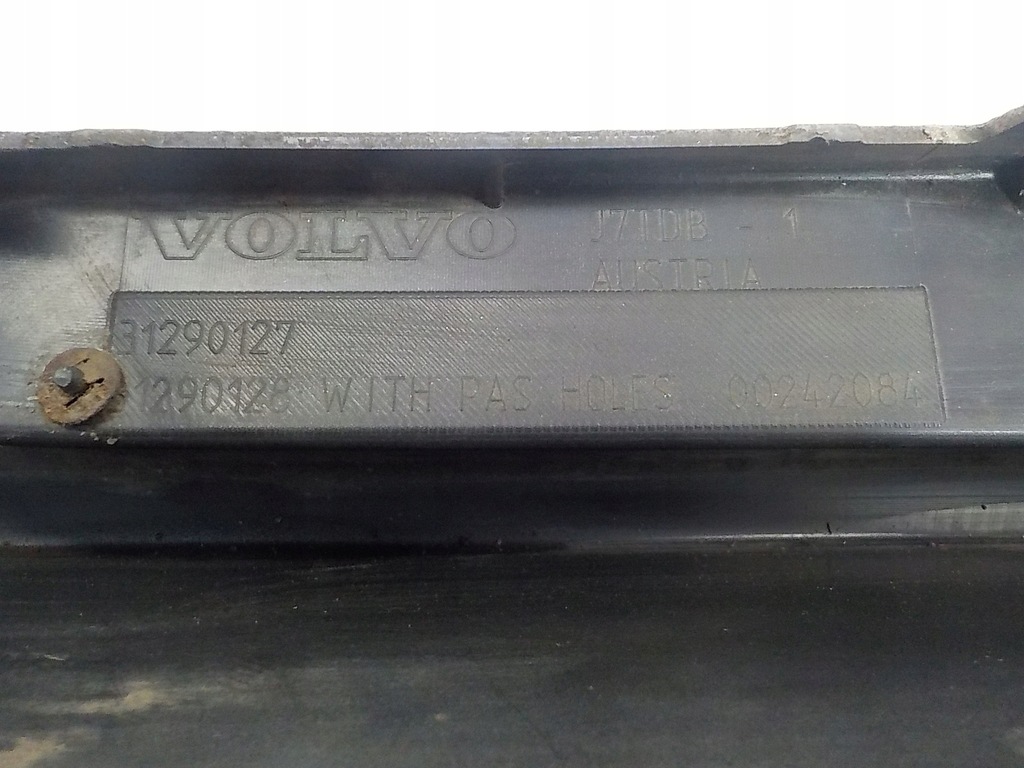 VOLVO J71DB - 1
AUSTRIA
31290127
1290128 WITH PAS HOLES 00242084